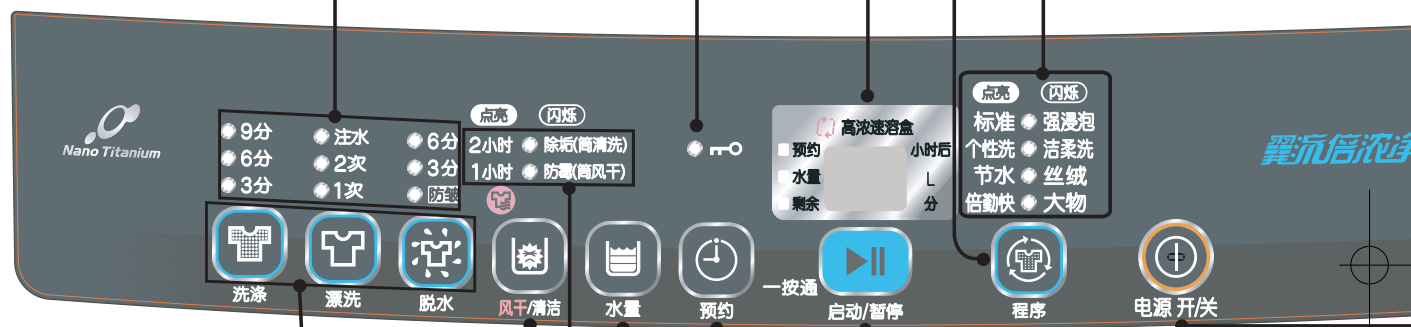 Nano Titanium
9分
6分
3分
注水
2次
1次
6分
3分
防皱
点亮 闪烁
2小时 除垢(筒清洗)
1小时 防霉(筒风干)
高浓速溶盒
预约 小时后
水量 L
剩余 分
点亮 闪烁
标准 强浸泡
个性洗 洁柔洗
节水 丝绒
倍勤快 大物
翼流倍浓净
洗涤
漂洗
脱水
风干/清洁
水量
预约
一按通
启动/暂停
程序
电源 开/关